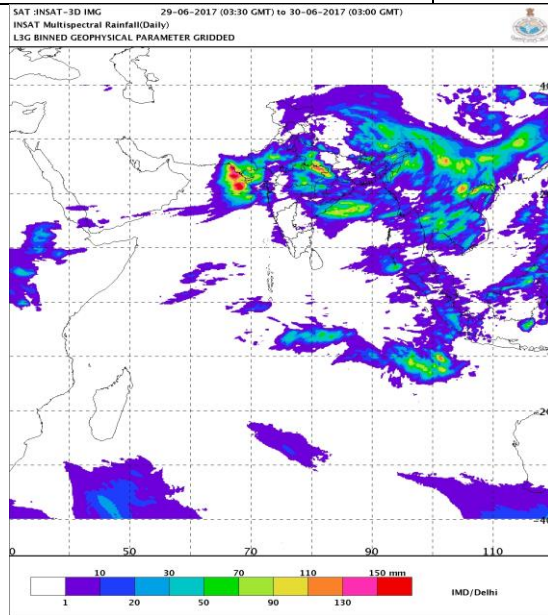 SAT :INSAT-3D IMG 29-06-2017 (03:30 GMT) to 30-06-2017 (03:00 GMT)
INSAT Multispectral Rainfall(Daily)
L3G BINNED GEOPHYSICAL PARAMETER GRIDDED
-20
0 50 70 90 110
10 30 70 110 150 mm
1 20 50 90 130
IMD/Delhi